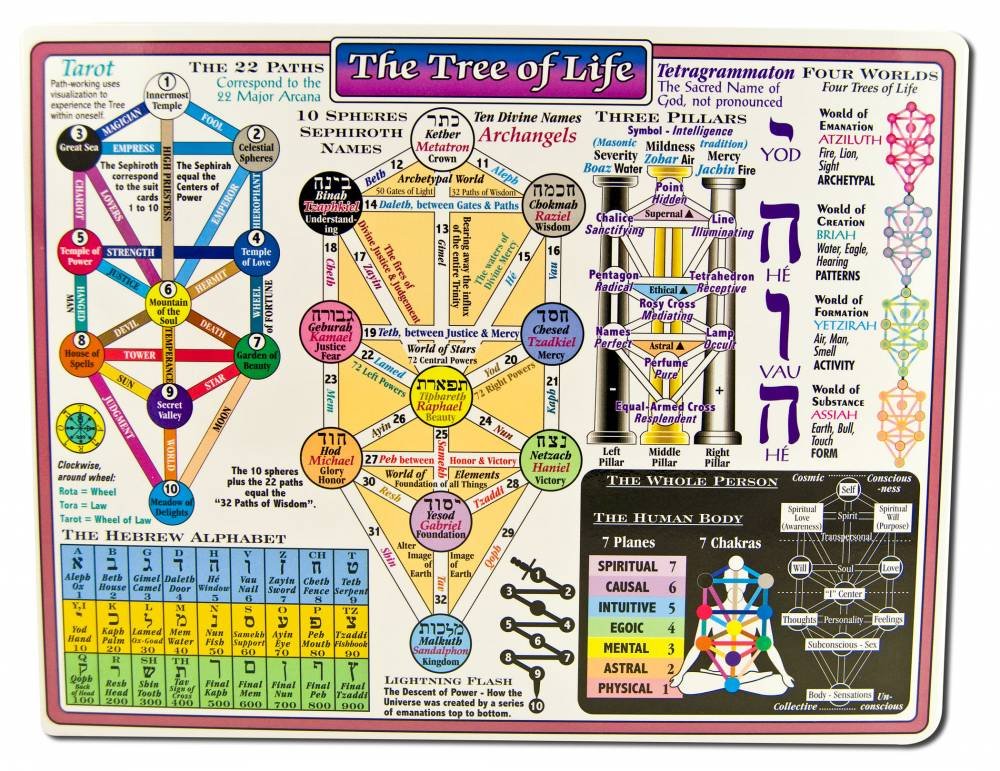 The Tree of Life
Tarot
Path-working uses
visualization to
experience the Tree
within oneself.
The 22 Paths
Correspond to the
22 Major Arcana
1
Innermost
Temple
MAGICIAN
FOOL
3
Great Sea
2
Celestial
Spheres
EMPRESS
HIGH PRIESTESS
The Sephiroth
correspond
to the suit
cards
1 to 10
The Sephirah
equal the
Centers of
Power
CHARIOT
LOVERS
EMPEROR
HIEROPHANT
5
Temple of
Power
STRENGTH
4
Temple
of Love
JUSTICE
HERMIT
6
Mountain
of the
Soul
HANGED
MAN
WHEEL
of FORTUNE
DEVIL
DEATH
TEMPERANCE
8
House of
Spells
TOWER
7
Garden of
Beauty
SUN
STAR
9
Secret
Valley
JUDGMENT
MOON
WORLD
10
Meadow of
Delights
Clockwise,
around wheel:
Rota = Wheel
Tora = Law
Tarot = Wheel of Law
The 10 spheres
plus the 22 paths
equal the
"32 Paths of Wisdom".
10 Spheres
Sephiroth
Names
Ten Divine Names
Archangels
כתר
Kether
Metatron
Crown
12
Beth
11
Aleph
Archetypal World
50 Gates of Light
32 Paths of Wisdom
בינה
Binah
Tzaphkiel
Understand-
ing
14 Daleth, between Gates & Paths
חכמה
Chokmah
Raziel
Wisdom
18
Cheth
17
Zayin
The fires of
Divine Justice & Judgement
13
Gimel
Bearing away the influx
of the entire Trinity
The waters of
Divine Mercy
15
Hé
16
Van
גבורה
Geburah
Kamael
Justice
Fear
19 Teth, between Justice & Mercy
חסד
Chesed
Tzadkiel
Mercy
World of Stars
72 Central Powers
22
Lamed
72 Left Powers
20
Yod
72 Right Powers
23
Mem
21
Kaph
תפארת
Tiphareth
Raphael
Beauty
26
Ayin
24
Nun
25
Samekh
הוד
Hod
Michael
Glory
Honor
27 Peh between Honor & Victory
נצח
Netzach
Haniel
Victory
World of Elements
Foundation of all Things
30
Resh
28
Tzaddi
יסוד
Yesod
Gabriel
Foundation
31
Shin
29
Qoph
Alter
Image
of
Earth
Image
of
Earth
Tav
32
מלכות
Malkuth
Sandalphon
Kingdom
Lightning Flash
The Descent of Power - How the
Universe was created by a series
of emanations top to bottom.
1
3
2
5
4
6
8
7
9
10
Three Pillars
Symbol - Intelligence
(Masonic
tradition)
Severity
Boaz Water
Mildness
Zohar Air
Mercy
Jachin Fire
Point
Hidden
Chalice
Sanctifying
Supernal
Line
Illuminating
Pentagon
Radical
Ethical
Tetrahedron
Receptive
Rosy Cross
Mediating
Names
Perfect
Astral
Lamp
Occult
Perfume
Pure
-
+
Equal-Armed Cross
Resplendent
Left
Pillar
Middle
Pillar
Right
Pillar
Tetragrammaton
The Sacred Name of
God, not pronounced
י
YOD
ה
HÉ
ו
VAU
ה
HÉ
Four Worlds
Four Trees of Life
World of
Emanation
ATZILUTH
Fire, Lion,
Sight
ARCHETYPAL
World of
Creation
BRIAH
Water, Eagle,
Hearing
PATTERNS
World of
Formation
YETZIRAH
Air, Man,
Smell
ACTIVITY
World of
Substance
ASSIAH
Earth, Bull,
Touch
FORM
The Hebrew Alphabet
A B G D H V Z CH T
א ב ג ד ה ו ז ח ט
Aleph Beth Gimel Daleth Hé Vau Zayin Cheth Teth
Ox House Camel Door Window Nail Sword Fence Serpent
1 2 3 4 5 6 7 8 9
Y,I K L M N S O P TZ
י כ ל מ נ ס ע פ צ
Yod Kaph Lamed Mem Nun Samekh Ayin Peh Tzaddi
Hand Palm Ox-Goad Water Fish Support Eye Mouth Fishhook
10 20 30 40 50 60 70 80 90
Q R SH TH
ק ר ש ת ך ם ן ף ץ
Qoph Resh Shin Tav Final Final Final Final Final
Back of Head Head Tooth Sign of Cross Kaph Mem Nun Peh Tzaddi
100 200 300 400 500 600 700 800 900
The Whole Person
The Human Body
7 Planes
7 Chakras
SPIRITUAL 7
CAUSAL 6
INTUITIVE 5
EGOIC 4
MENTAL 3
ASTRAL 2
PHYSICAL 1
Cosmic
Conscious
-ness
Self
Spiritual
Love
(Awareness)
Spirit
Spiritual
Will
(Purpose)
Transpersonal
Will
Soul
Love
"I" Center
Thoughts
Personality
Feelings
Subconscious - Sex
Body - Sensations
Collective
Un-
conscious